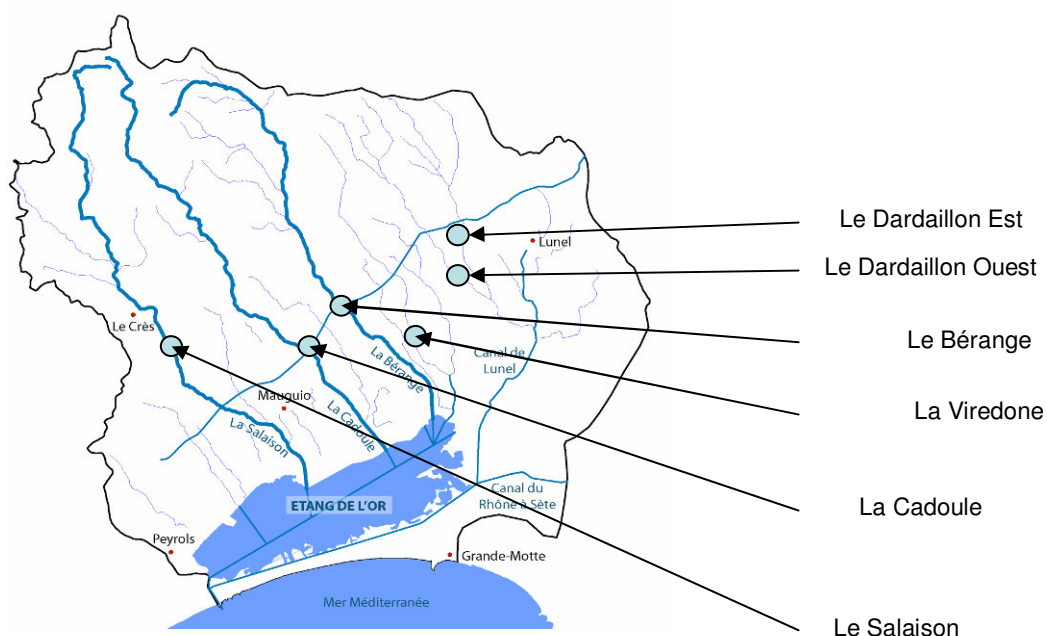 Le Dardaillon Est
Lunel
Le Dardaillon Ouest
Le Crès
Le Bérange
La Bérange
Canal de
Lunel
Mauguio
La Viredone
La Salaison
La Cadoule
Canal du
Rhône à Sète
ETANG DE L'OR
La Cadoule
Peyrols
Grande-Motte
Mer Méditerranée
Le Salaison